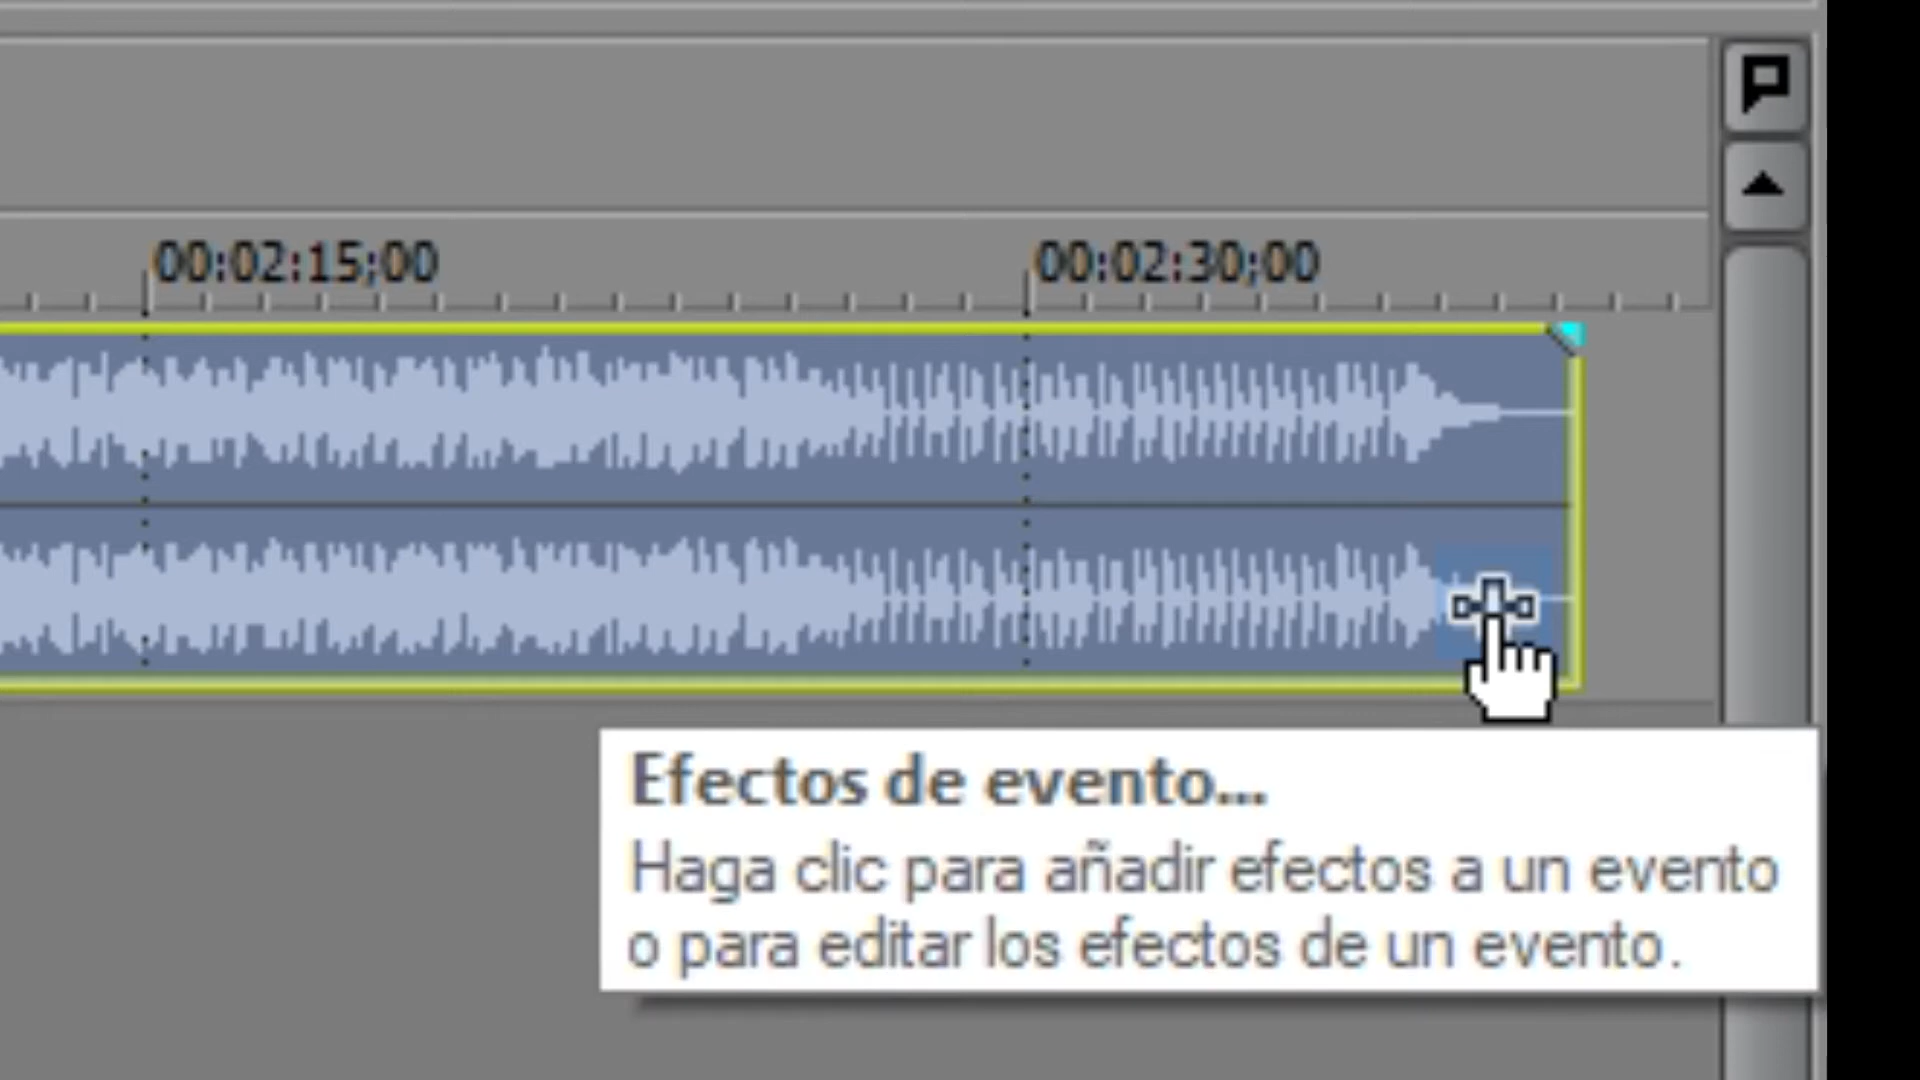 00:02:15;00 00:02:30;00
Efectos de evento...
Haga clic para añadir efectos a un evento
o para editar los efectos de un evento.